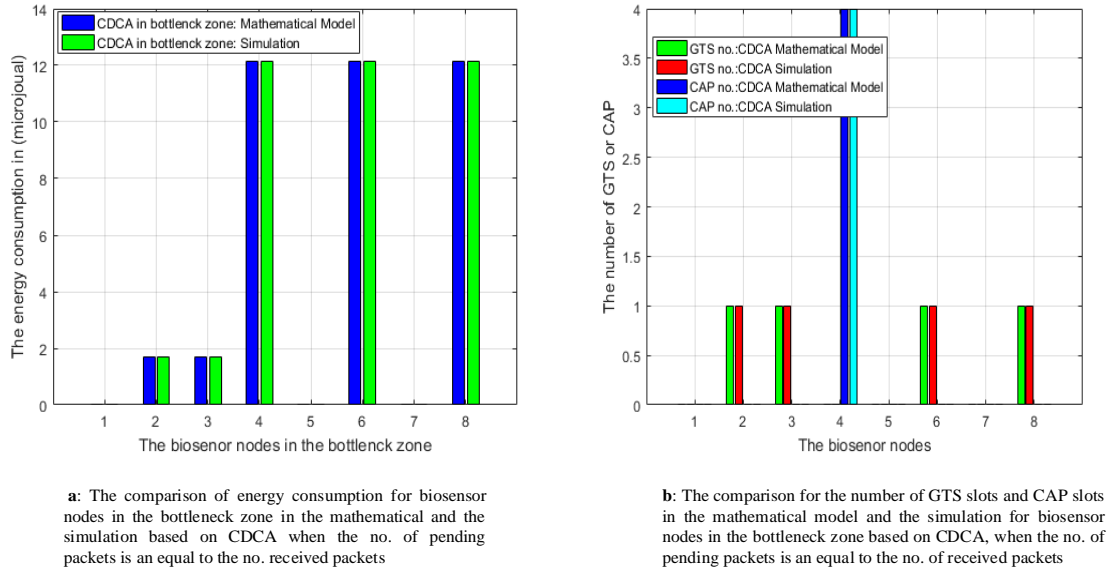 14
12
10
8
6
4
2
0
The energy consumption in (microjoual)
CDCA in bottlenck zone: Mathematical Model
CDCA in bottlenck zone: Simulation
1 2 3 4 5 6 7 8
The biosenor nodes in the bottlenck zone
a: The comparison of energy consumption for biosensor
nodes in the bottleneck zone in the mathematical and the
simulation based on CDCA when the no. of pending
packets is an equal to the no. received packets
4
3.5
3
2.5
2
1.5
1
0.5
0
The number of GTS or CAP
GTS no.:CDCA Mathematical Model
GTS no.:CDCA Simulation
CAP no.:CDCA Mathematical Model
CAP no.:CDCA Simulation
1 2 3 4 5 6 7 8
The biosenor nodes
b: The comparison for the number of GTS slots and CAP slots
in the mathematical model and the simulation for biosensor
nodes in the bottleneck zone based on CDCA, when the no. of
pending packets is an equal to the no. of received packets